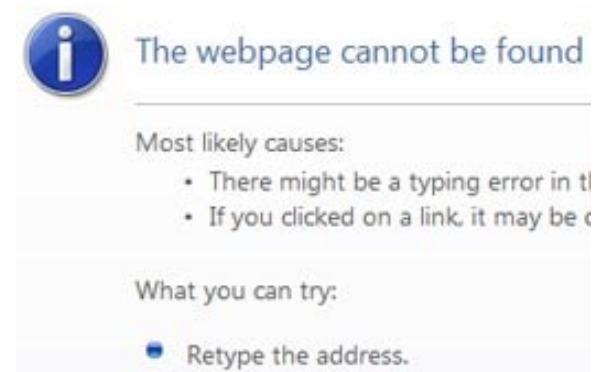 The webpage cannot be found
Most likely causes:
• There might be a typing error in
• If you clicked on a link, it may be
What you can try:
Retype the address.